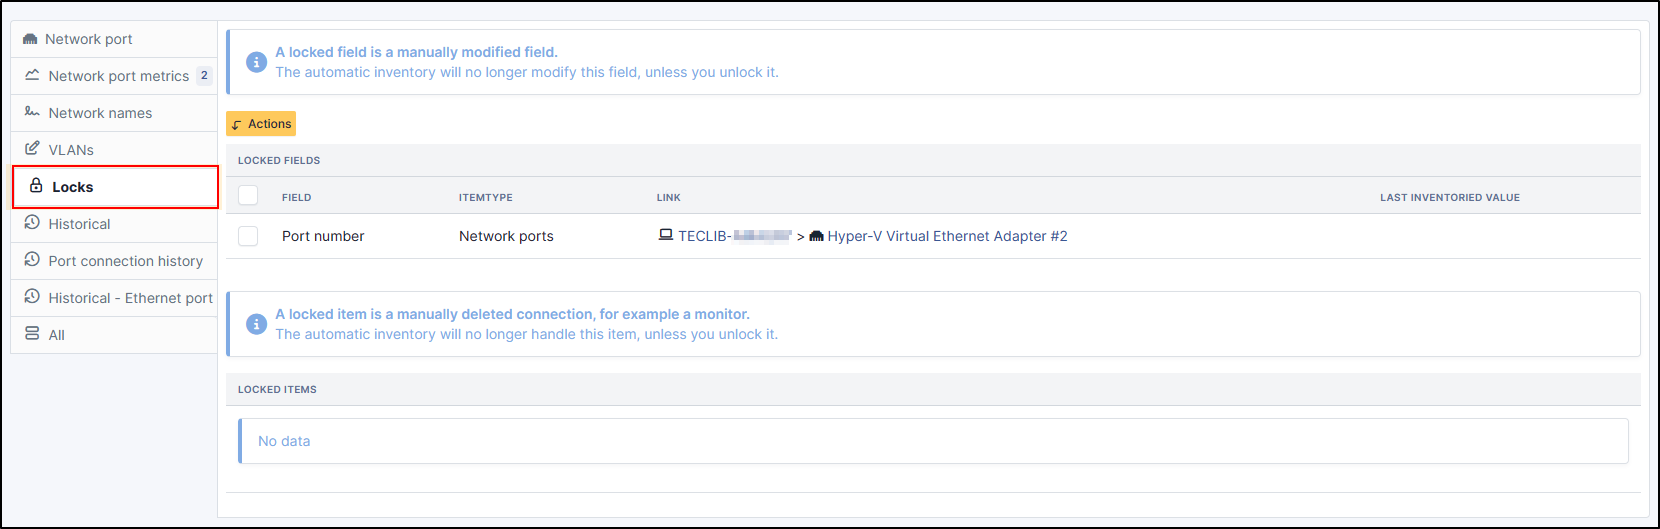 Network port
Network port metrics 2
Network names
VLANs
Locks
Historical
Port connection history
Historical - Ethernet port
All
A locked field is a manually modified field.
The automatic inventory will no longer modify this field, unless you unlock it.
Actions
LOCKED FIELDS
FIELD ITEMTYPE LINK LAST INVENTORIED VALUE
Port number Network ports TECLIB- > Hyper-V Virtual Ethernet Adapter #2
A locked item is a manually deleted connection, for example a monitor.
The automatic inventory will no longer handle this item, unless you unlock it.
LOCKED ITEMS
No data